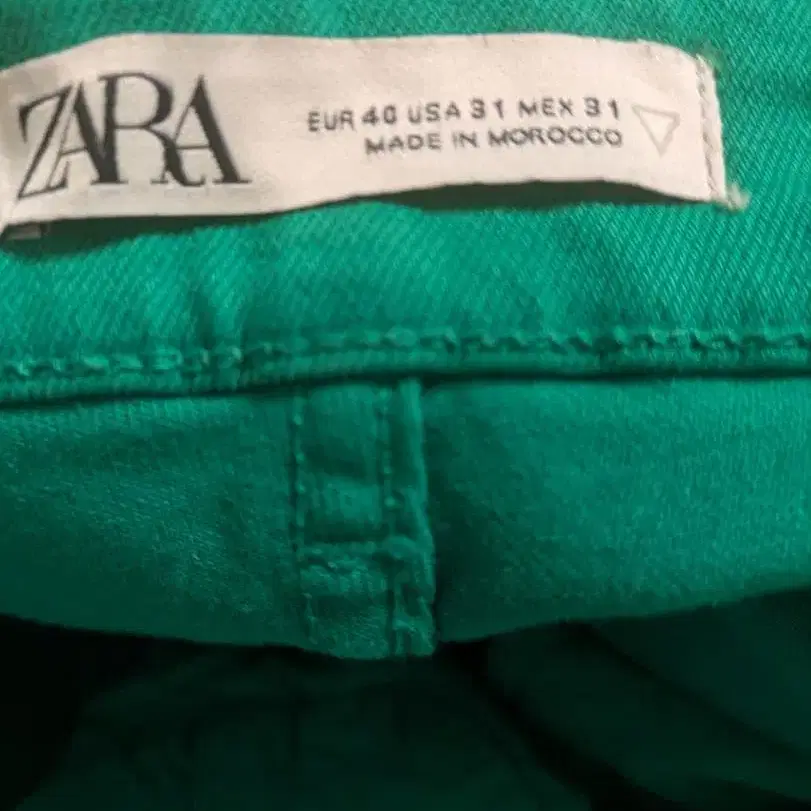 ZARA
EUR 40 USA 31 MEX 31
MADE IN MOROCCO